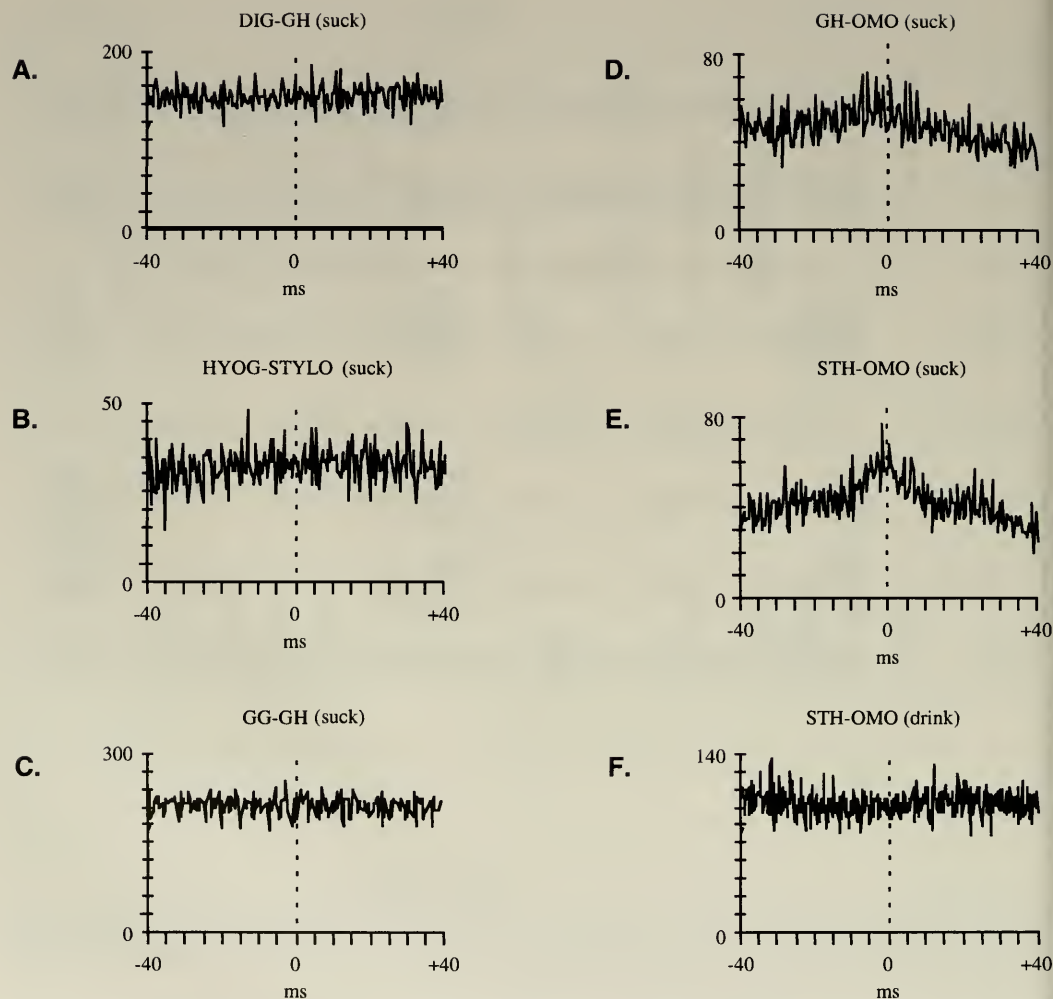 A.
DIG-GH (suck)
200
0
-40 0 +40
ms
B.
HYOG-STYLO (suck)
50
0
-40 0 +40
ms
C.
GG-GH (suck)
300
0
-40 0 +40
ms
D.
GH-OMO (suck)
80
0
-40 0 +40
ms
E.
STH-OMO (suck)
80
0
-40 0 +40
ms
F.
STH-OMO (drink)
140
0
-40 0 +40
ms